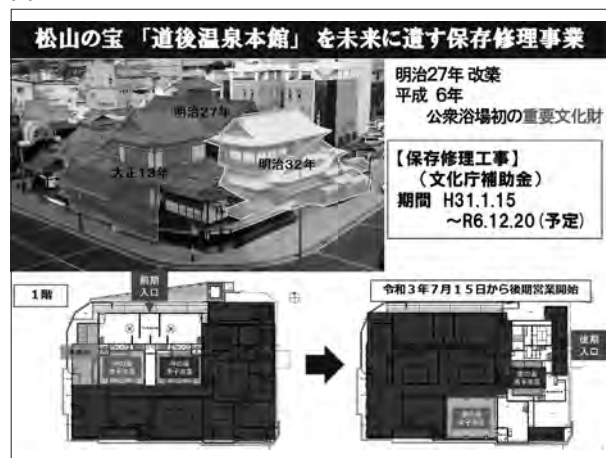 松山の宝 「道後温泉本館」 を未来に遺す保存修理事業
明治27年
大正13年
明治32年
明治27年 改築
平成 6年
公衆浴場初の重要文化財
【保存修理工事】
（文化庁補助金）
期間 H31.1.15
～R6.12.20(予定)
1階
前期
入口
令和3年7月15日から後期営業開始
後期
入口